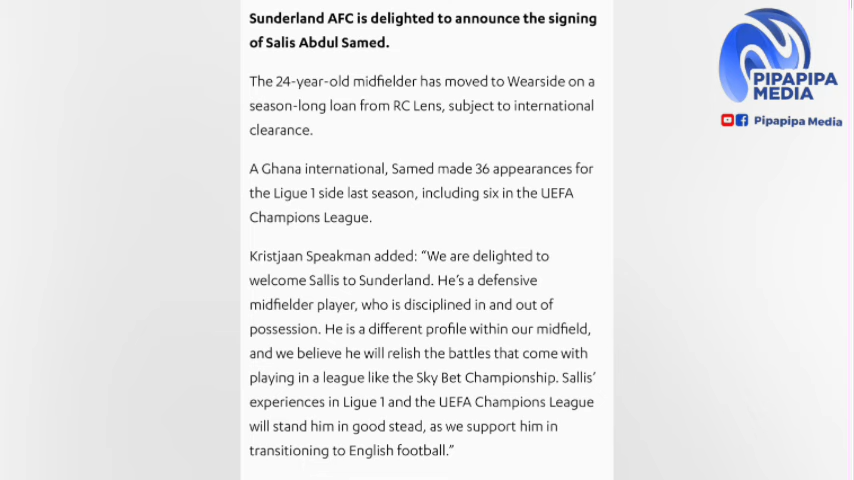 Sunderland AFC is delighted to announce the signing
of Salis Abdul Samed.
The 24-year-old midfielder has moved to Wearside on a
season-long loan from RC Lens, subject to international
clearance.
A Ghana international, Samed made 36 appearances for
the Ligue 1 side last season, including six in the UEFA
Champions League.
Kristjaan Speakman added: “We are delighted to
welcome Sallis to Sunderland. He’s a defensive
midfielder player, who is disciplined in and out of
possession. He is a different profile within our midfield,
and we believe he will relish the battles that come with
playing in a league like the Sky Bet Championship. Sallis’
experiences in Ligue 1 and the UEFA Champions League
will stand him in good stead, as we support him in
transitioning to English football.”
PIPAPIPA
MEDIA
Pipapipa Media